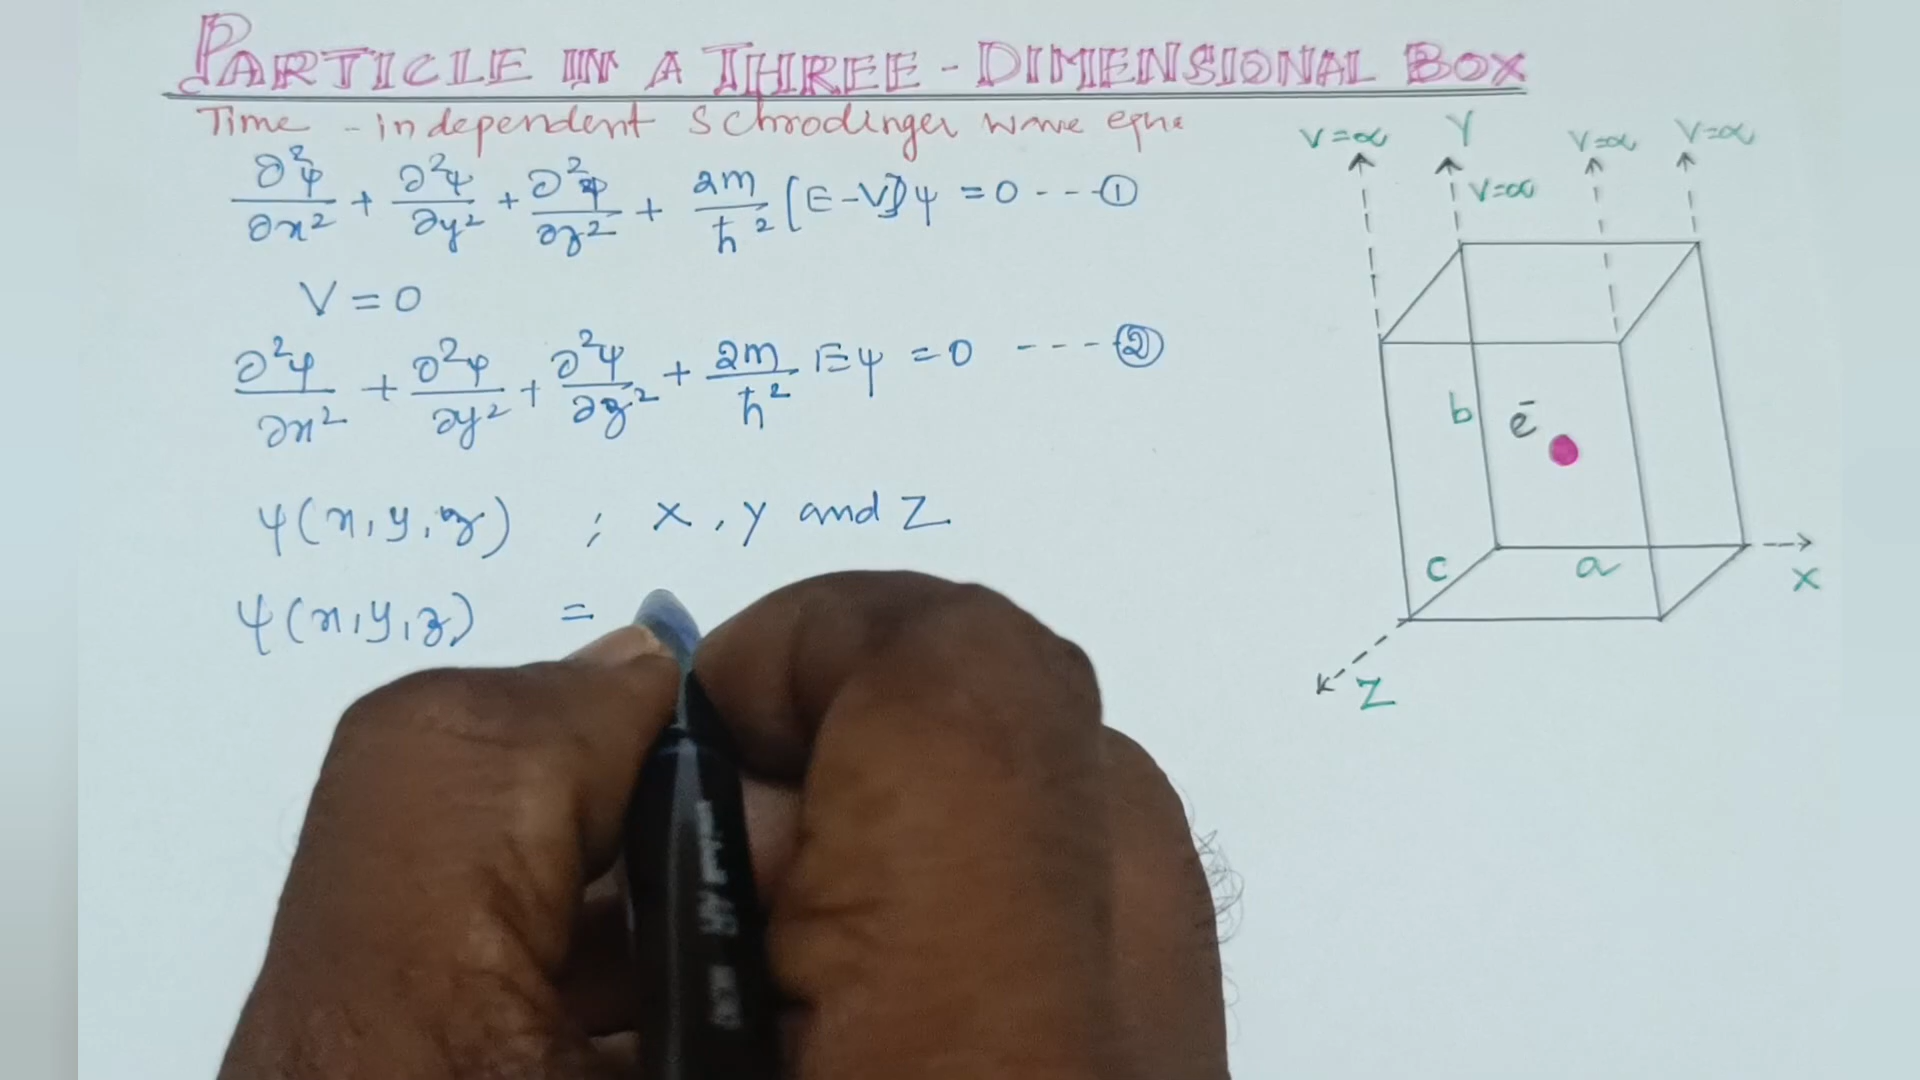 PARTICLE IN A THREE-DIMENSIONAL BOX
Time-independent Schrodinger wave equn
∂²ψ/∂x² + ∂²ψ/∂y² + ∂²ψ/∂z² + 2m/ħ² [E-V]ψ = 0 ---①
V = 0
∂²ψ/∂x² + ∂²ψ/∂y² + ∂²ψ/∂z² + 2m/ħ² Eψ = 0 ---②
ψ(x,y,z) ; x, y and z
ψ(x,y,z) =
V=∝ Y V=∝ V=∝
V=∞
b e⁻
c a
X
Z